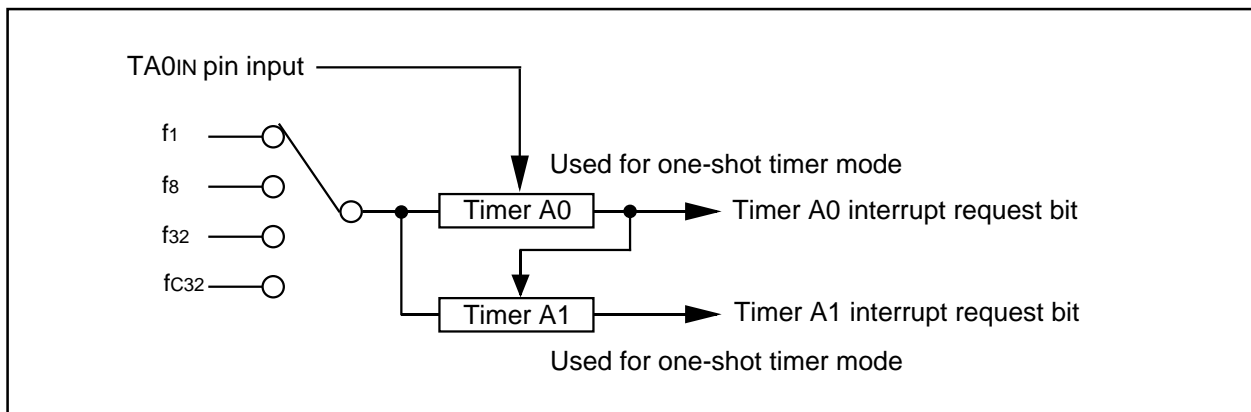 TA0IN pin input
f1
Used for one-shot timer mode
f8
Timer A0
Timer A0 interrupt request bit
f32
fC32
Timer A1
Timer A1 interrupt request bit
Used for one-shot timer mode